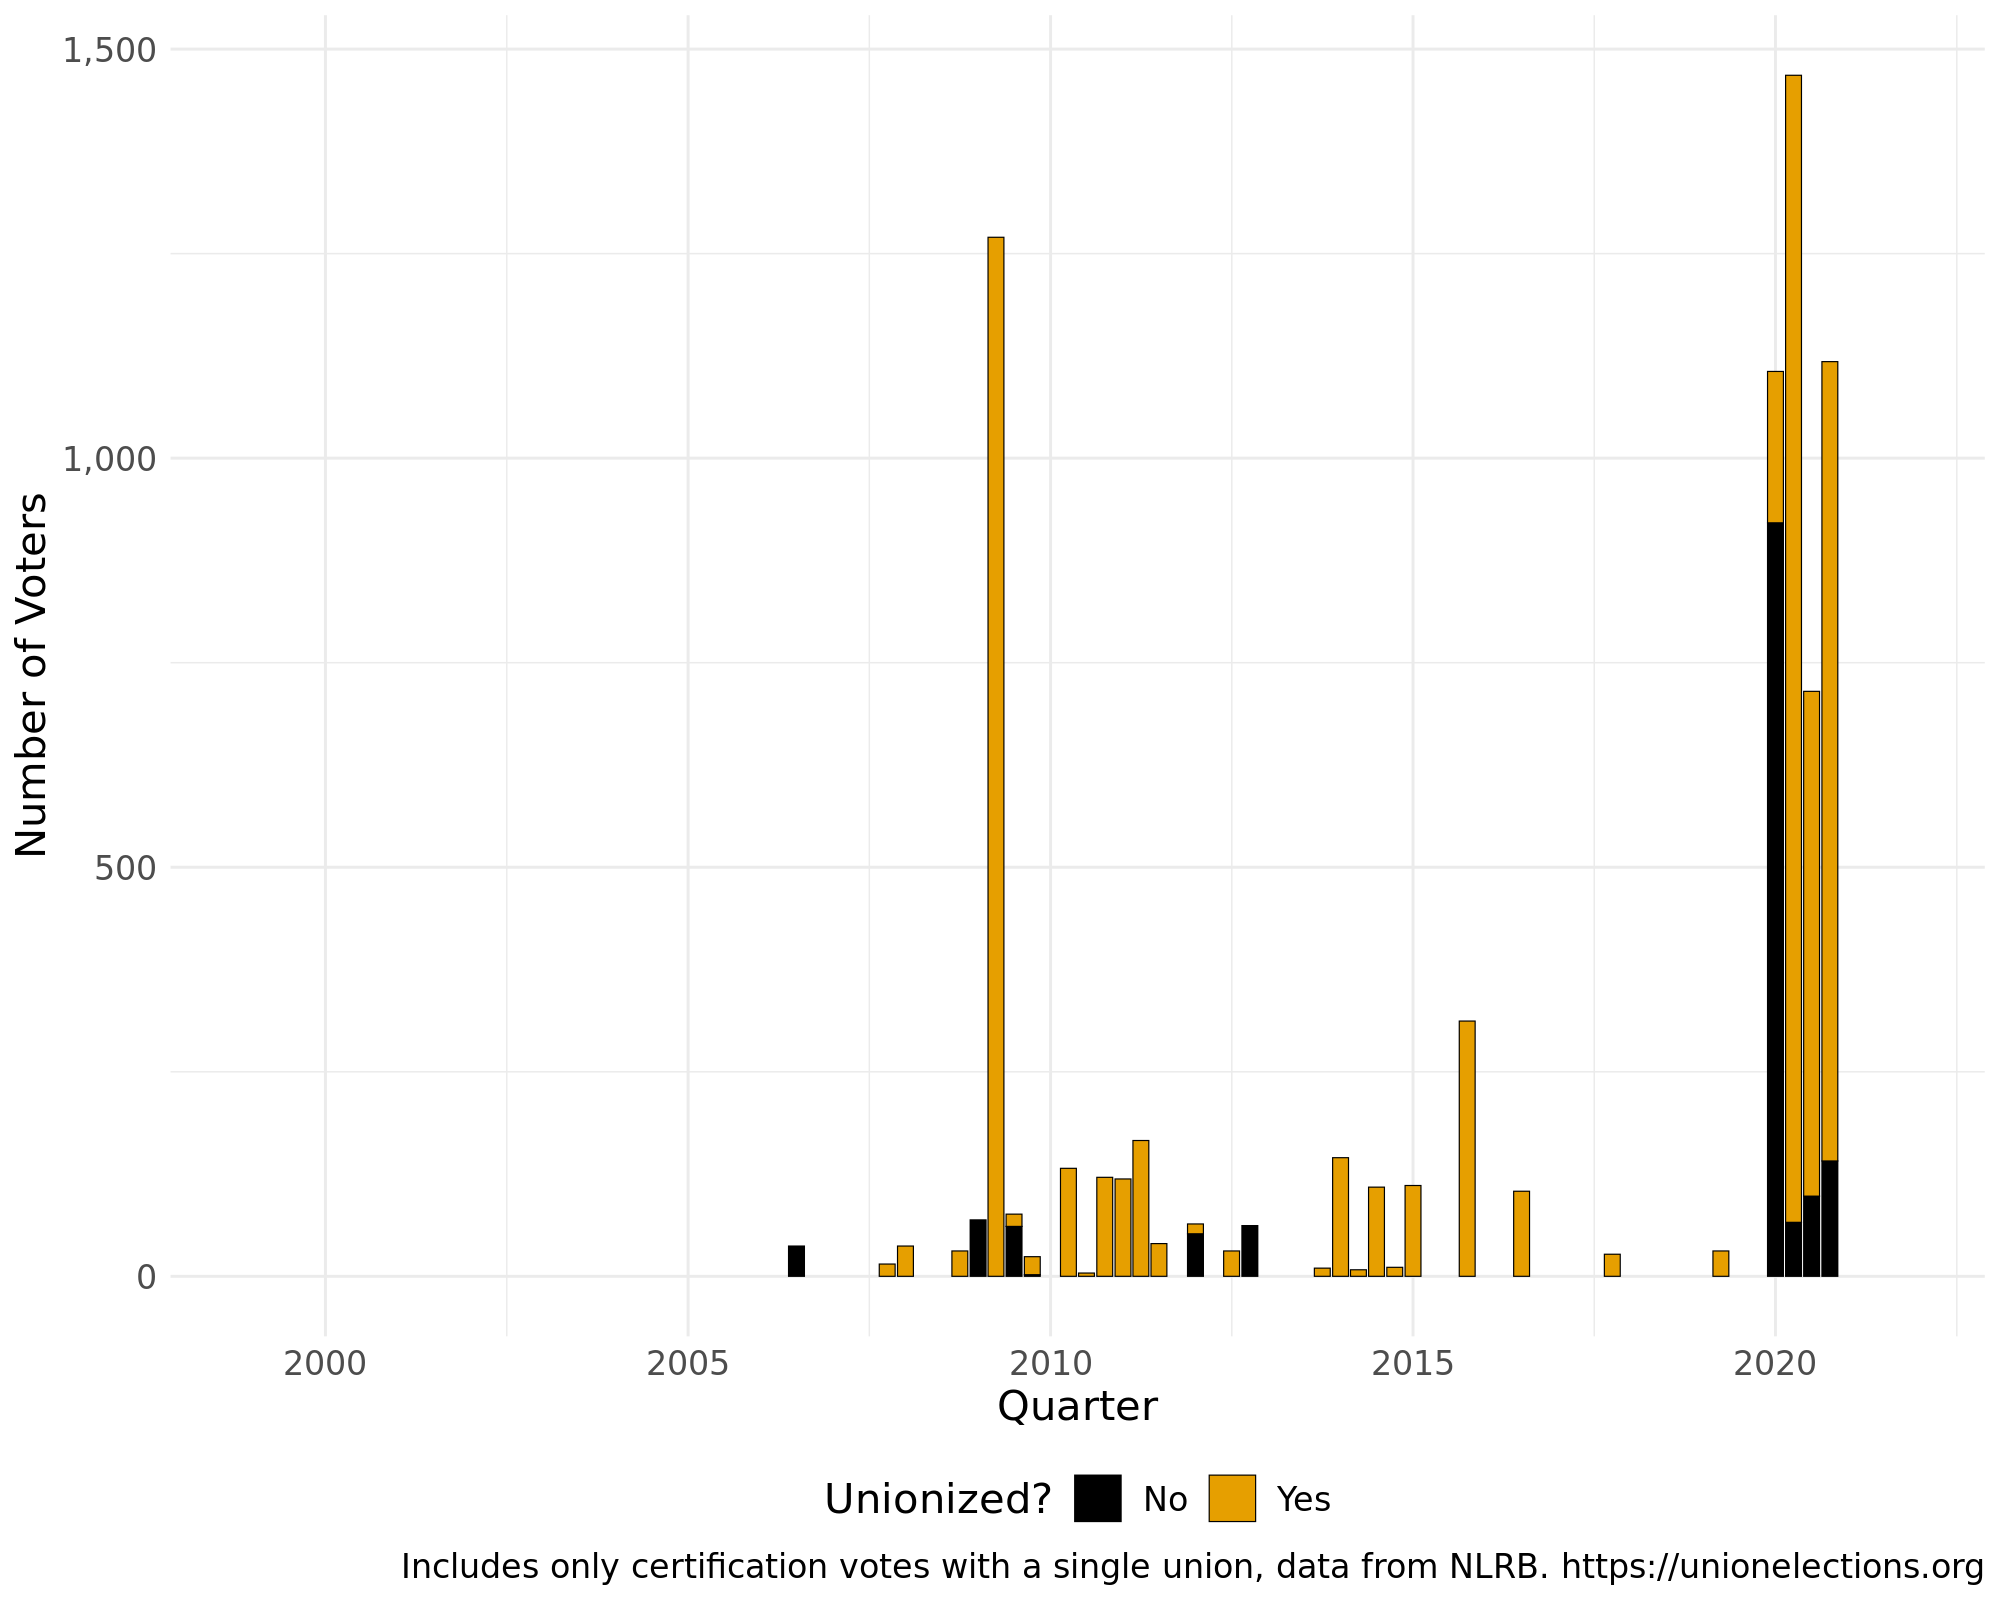 1,500
1,000
500
0
Number of Voters
2000 2005 2010 2015 2020
Quarter
Unionized? No Yes
Includes only certification votes with a single union, data from NLRB. https://unionelections.org